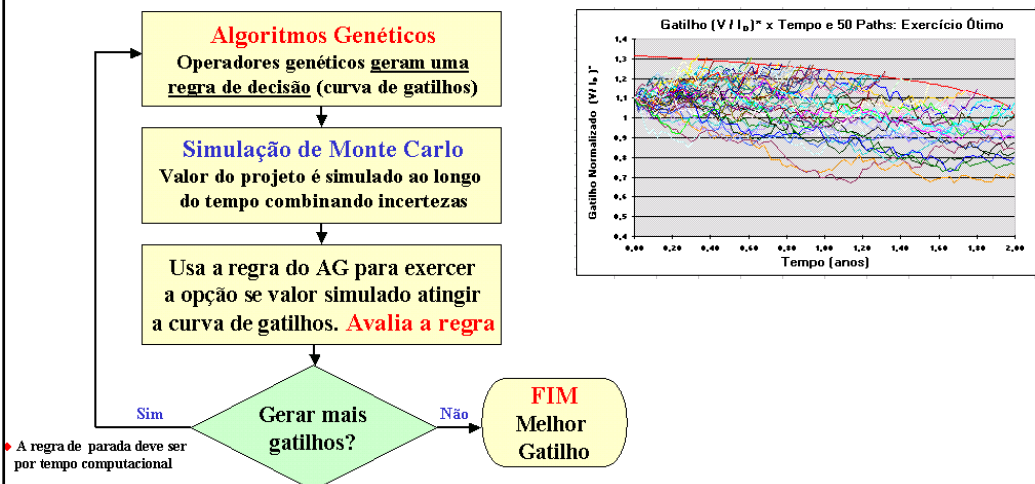 Algoritmos Genéticos
Operadores genéticos geram uma
regra de decisão (curva de gatilhos)
Simulação de Monte Carlo
Valor do projeto é simulado ao longo
do tempo combinando incertezas
Usa a regra do AG para exercer
a opção se valor simulado atingir
a curva de gatilhos. Avalia a regra
Gerar mais
gatilhos?
Sim
Não
FIM
Melhor
Gatilho
♦ A regra de parada deve ser
por tempo computacional
Gatilho (V / I_D)* x Tempo e 50 Paths: Exercício Ótimo
Gatilho Normalizado (V/ I_D)*
1,4
1,3
1,2
1,1
1
0,9
0,8
0,7
0,6
0,5
0,4
0,00 0,20 0,40 0,60 0,80 1,00 1,20 1,40 1,60 1,80 2,00
Tempo (anos)